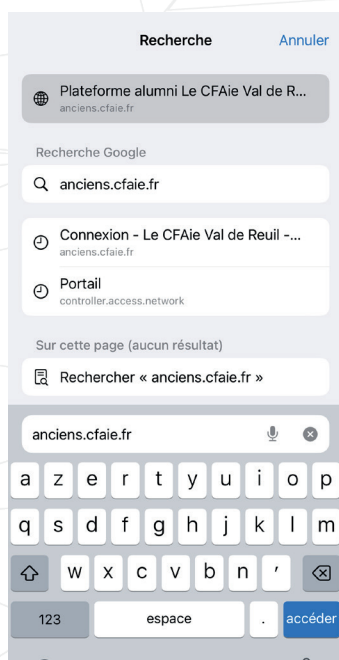 Recherche
Annuler
Plateforme alumni Le CFAie Val de R...
anciens.cfaie.fr
Recherche Google
anciens.cfaie.fr
Connexion - Le CFAie Val de Reuil -...
anciens.cfaie.fr
Portail
controller.access.network
Sur cette page (aucun résultat)
Rechercher « anciens.cfaie.fr »
anciens.cfaie.fr
a z e r t y u i o p
q s d f g h j k l m
w x c v b n ′
123 espace . accéder